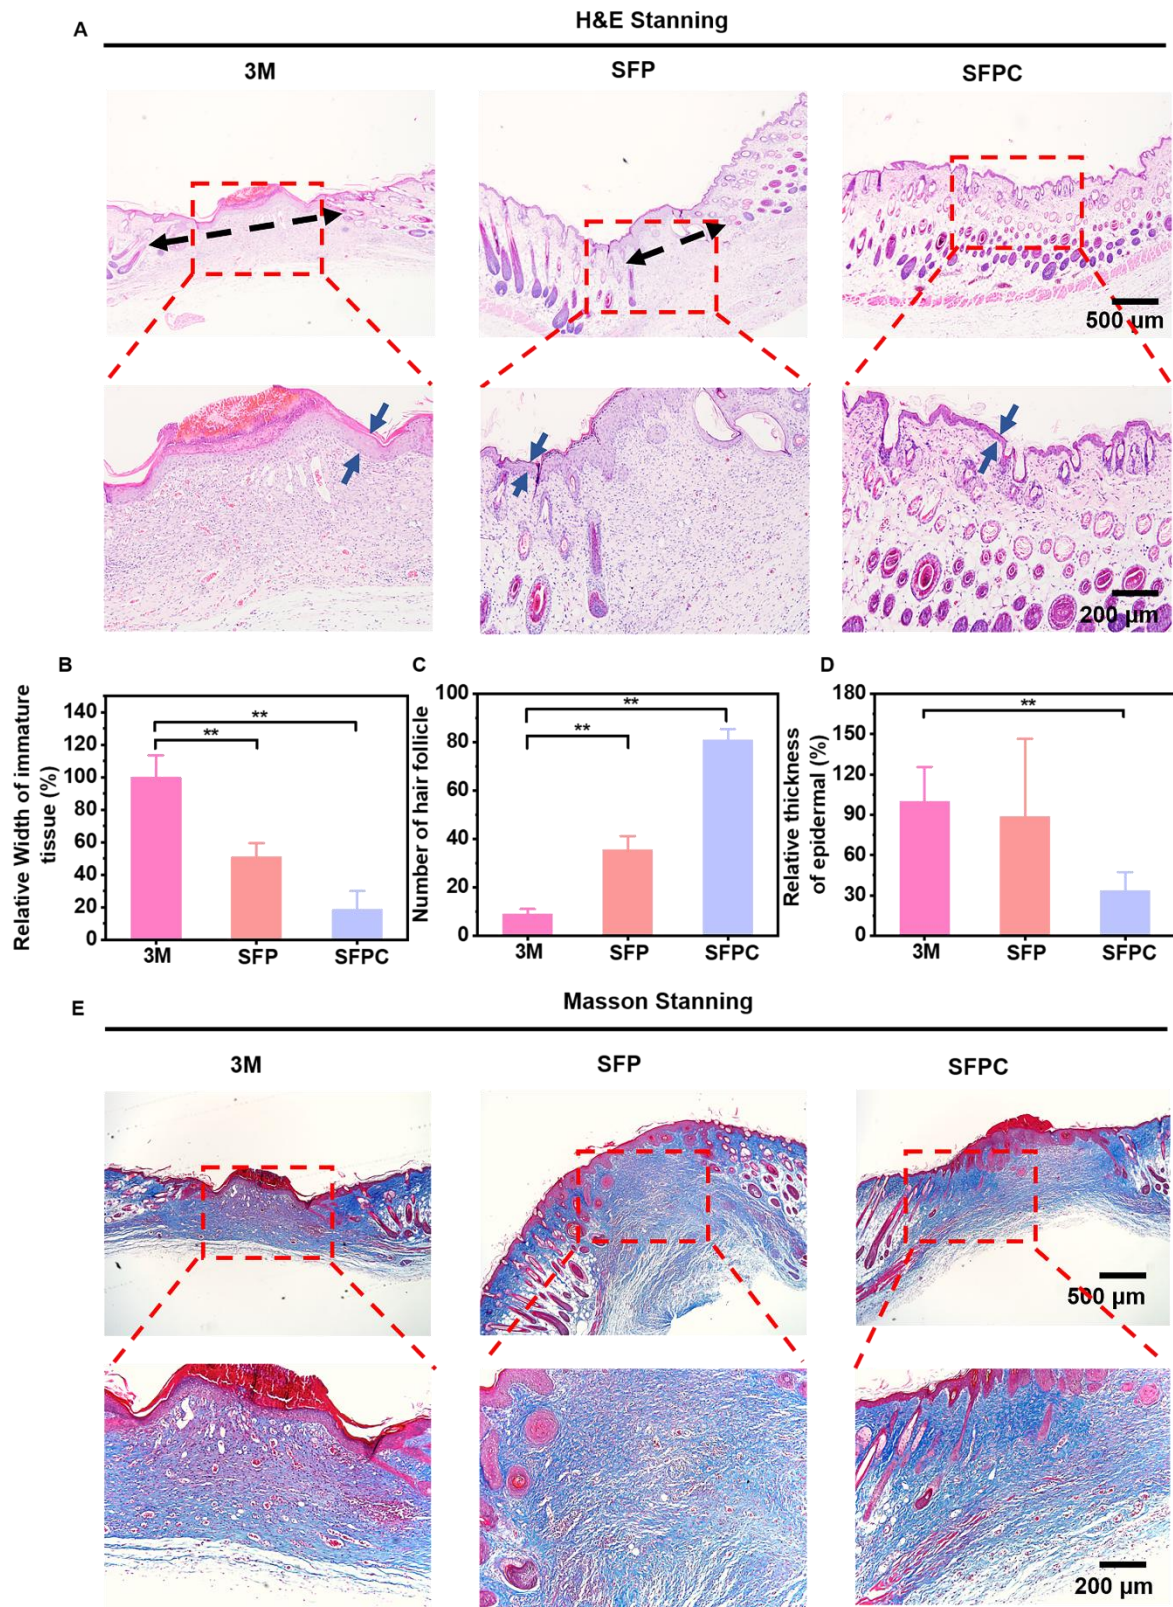 A
H&E Stanning
3M
SFP
SFPC
500 µm
200 µm
B
Relative Width of immature
tissue (%)
140
120
100
80
60
40
20
0
**
**
3M
SFP
SFPC
C
Number of hair follicle
100
80
60
40
20
0
**
**
3M
SFP
SFPC
D
Relative thickness
of epidermal (%)
180
150
120
90
60
30
0
**
3M
SFP
SFPC
E
Masson Stanning
3M
SFP
SFPC
500 µm
200 µm